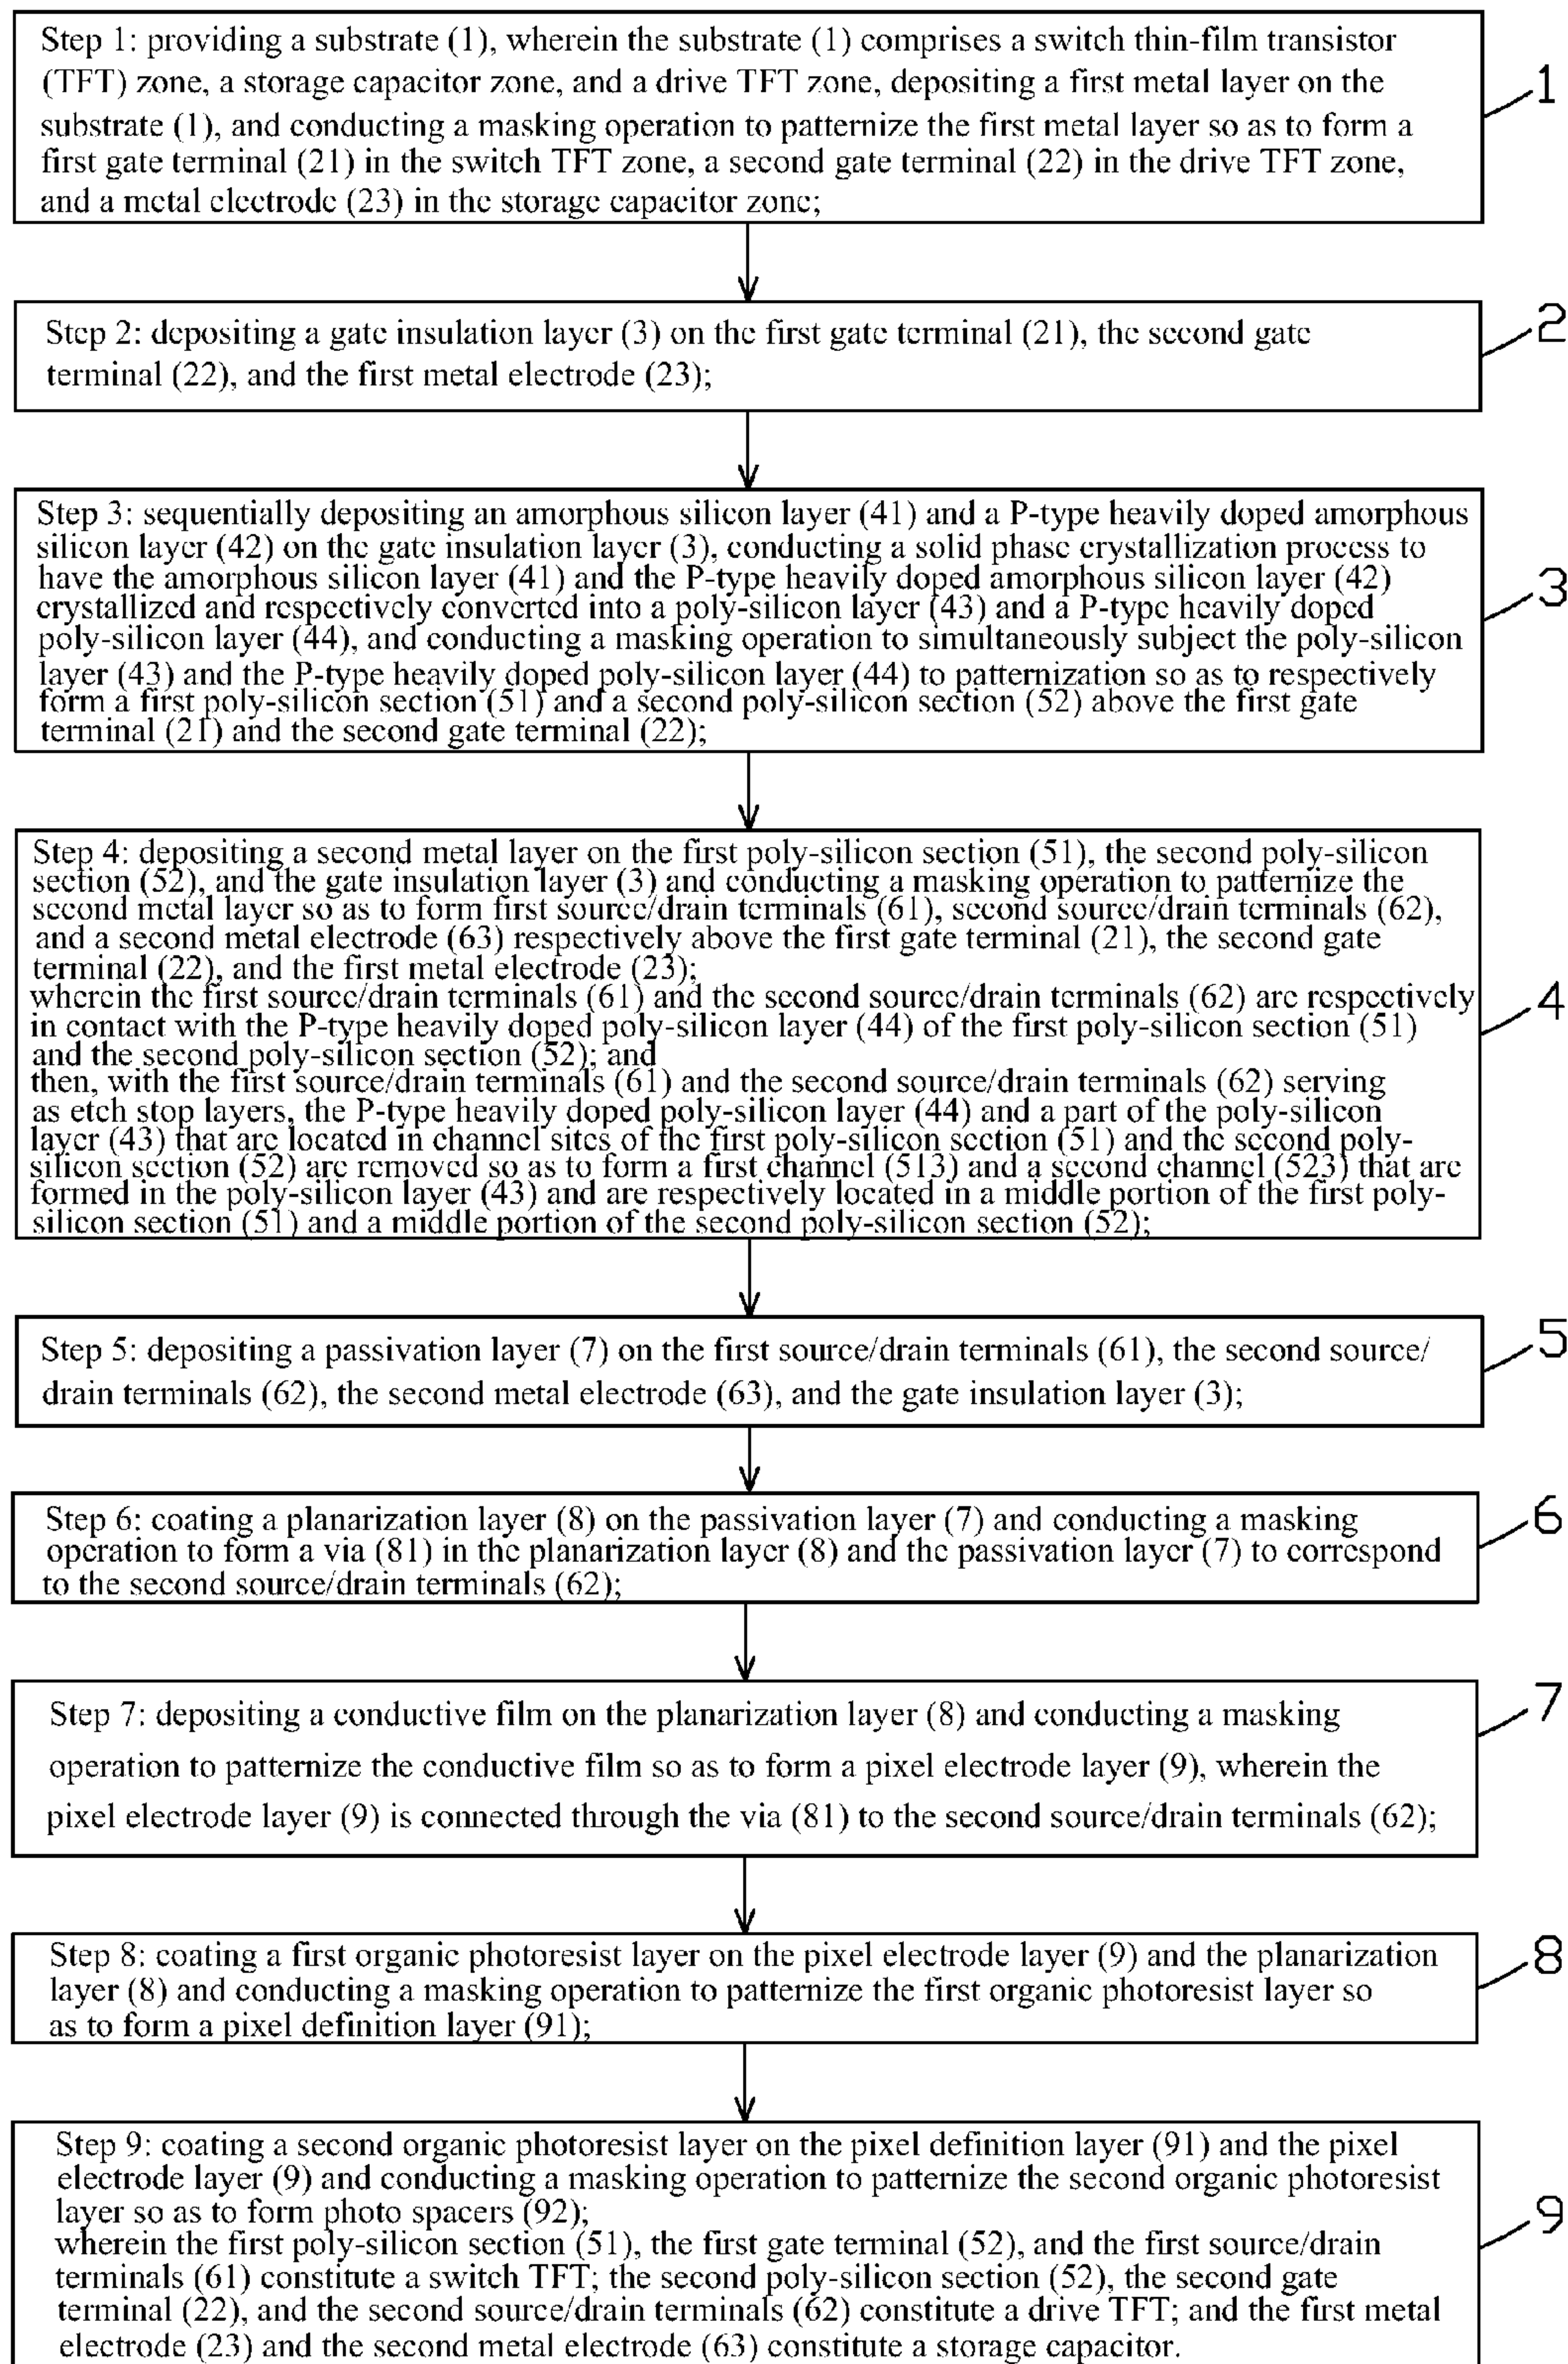 Step 1: providing a substrate (1), wherein the substrate (1) comprises a switch thin-film transistor
(TFT) zone, a storage capacitor zone, and a drive TFT zone, depositing a first metal layer on the
substrate (1), and conducting a masking operation to patternize the first metal layer so as to form a
first gate terminal (21) in the switch TFT zone, a second gate terminal (22) in the drive TFT zone,
and a metal electrode (23) in the storage capacitor zone;
1
Step 2: depositing a gate insulation layer (3) on the first gate terminal (21), the second gate
terminal (22), and the first metal electrode (23);
2
Step 3: sequentially depositing an amorphous silicon layer (41) and a P-type heavily doped amorphous
silicon layer (42) on the gate insulation layer (3), conducting a solid phase crystallization process to
have the amorphous silicon layer (41) and the P-type heavily doped amorphous silicon layer (42)
crystallized and respectively converted into a poly-silicon layer (43) and a P-type heavily doped
poly-silicon layer (44), and conducting a masking operation to simultaneously subject the poly-silicon
layer (43) and the P-type heavily doped poly-silicon layer (44) to patternization so as to respectively
form a first poly-silicon section (51) and a second poly-silicon section (52) above the first gate
terminal (21) and the second gate terminal (22);
3
Step 4: depositing a second metal layer on the first poly-silicon section (51), the second poly-silicon
section (52), and the gate insulation layer (3) and conducting a masking operation to patternize the
second metal layer so as to form first source/drain terminals (61), second source/drain terminals (62),
and a second metal electrode (63) respectively above the first gate terminal (21), the second gate
terminal (22), and the first metal electrode (23);
wherein the first source/drain terminals (61) and the second source/drain terminals (62) are respectively
in contact with the P-type heavily doped poly-silicon layer (44) of the first poly-silicon section (51)
and the second poly-silicon section (52); and
then, with the first source/drain terminals (61) and the second source/drain terminals (62) serving
as etch stop layers, the P-type heavily doped poly-silicon layer (44) and a part of the poly-silicon
layer (43) that are located in channel sites of the first poly-silicon section (51) and the second poly-
silicon section (52) are removed so as to form a first channel (513) and a second channel (523) that are
formed in the poly-silicon layer (43) and are respectively located in a middle portion of the first poly-
silicon section (51) and a middle portion of the second poly-silicon section (52);
4
Step 5: depositing a passivation layer (7) on the first source/drain terminals (61), the second source/
drain terminals (62), the second metal electrode (63), and the gate insulation layer (3);
5
Step 6: coating a planarization layer (8) on the passivation layer (7) and conducting a masking
operation to form a via (81) in the planarization layer (8) and the passivation layer (7) to correspond
to the second source/drain terminals (62);
6
Step 7: depositing a conductive film on the planarization layer (8) and conducting a masking
operation to patternize the conductive film so as to form a pixel electrode layer (9), wherein the
pixel electrode layer (9) is connected through the via (81) to the second source/drain terminals (62);
7
Step 8: coating a first organic photoresist layer on the pixel electrode layer (9) and the planarization
layer (8) and conducting a masking operation to patternize the first organic photoresist layer so
as to form a pixel definition layer (91);
8
Step 9: coating a second organic photoresist layer on the pixel definition layer (91) and the pixel
electrode layer (9) and conducting a masking operation to patternize the second organic photoresist
layer so as to form photo spacers (92);
wherein the first poly-silicon section (51), the first gate terminal (52), and the first source/drain
terminals (61) constitute a switch TFT; the second poly-silicon section (52), the second gate
terminal (22), and the second source/drain terminals (62) constitute a drive TFT; and the first metal
electrode (23) and the second metal electrode (63) constitute a storage capacitor.
9